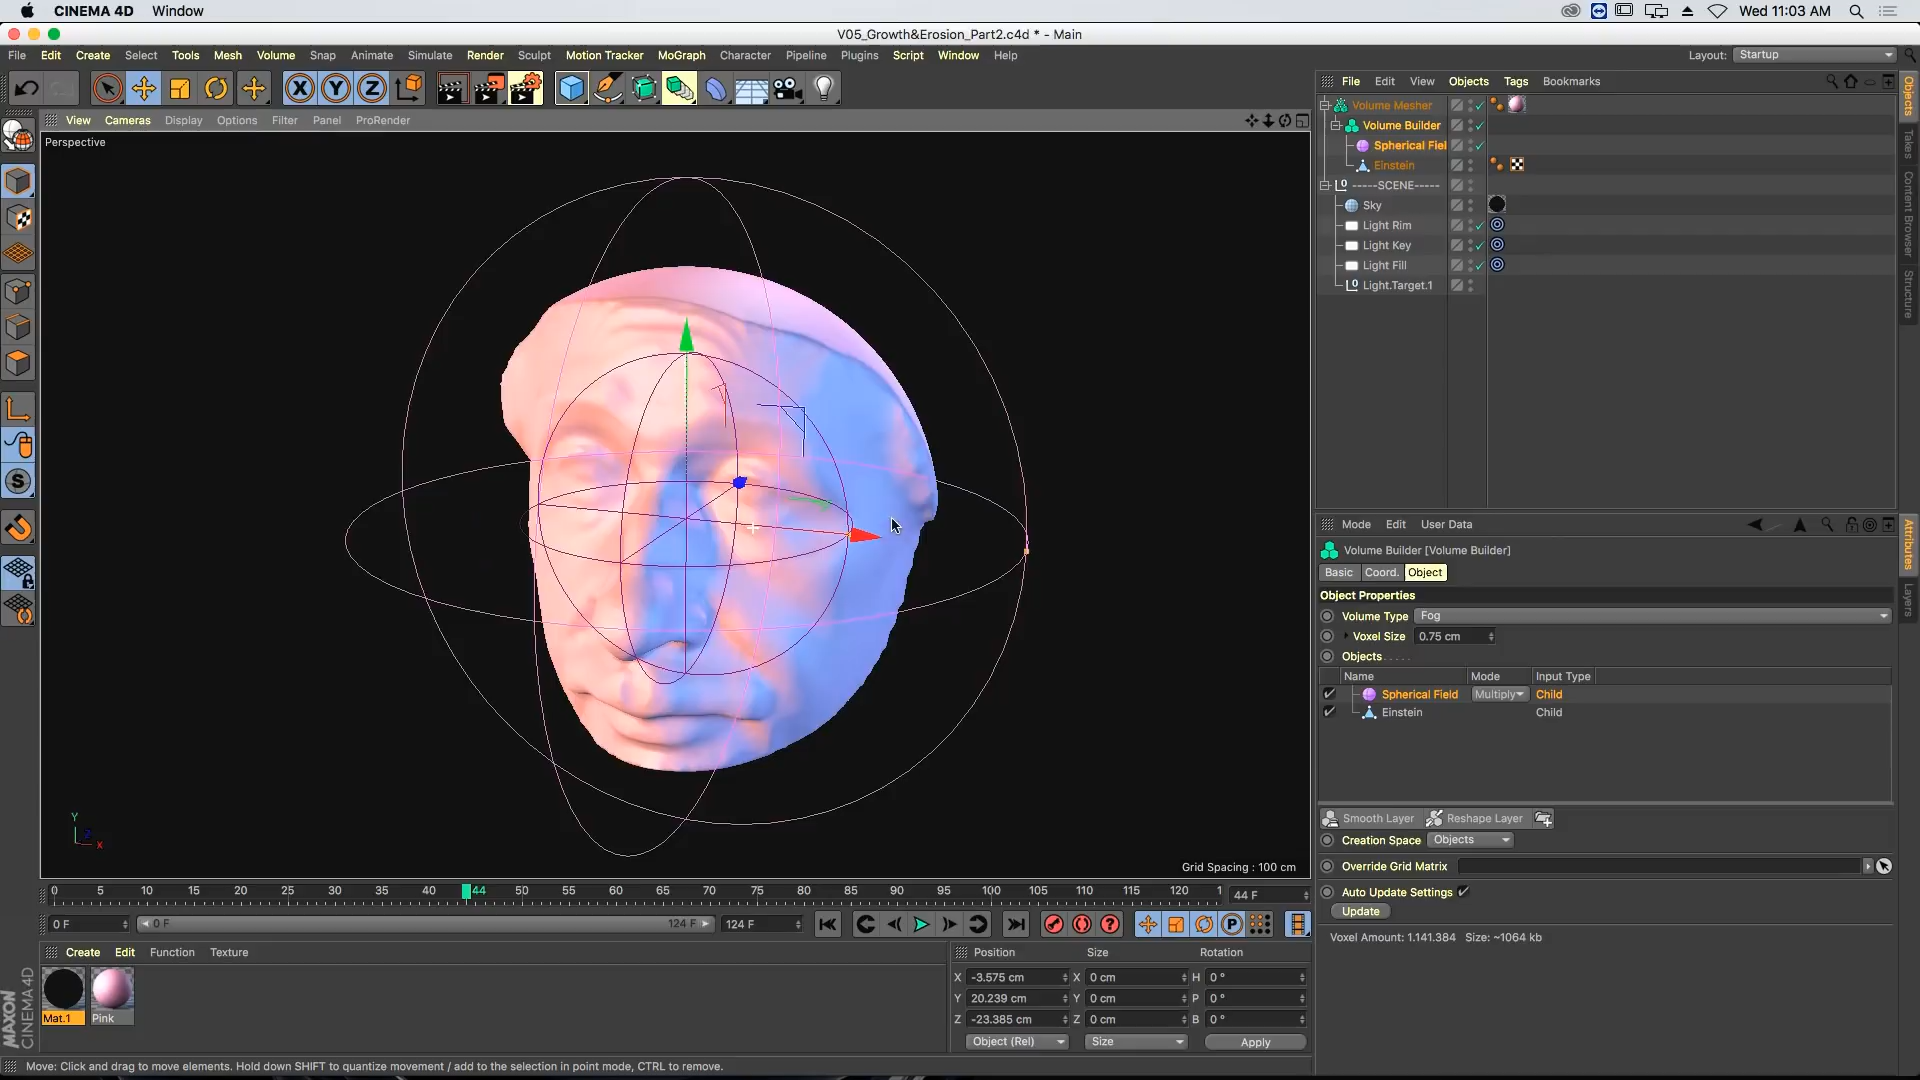 CINEMA 4D Window Wed 11:03 AM
V05_Growth&Erosion_Part2.c4d * - Main
File Edit Create Select Tools Mesh Volume Snap Animate Simulate Render Sculpt Motion Tracker MoGraph Character Pipeline Plugins Script Window Help Layout: Startup
X Y Z
File Edit View Objects Tags Bookmarks
View Cameras Display Options Filter Panel ProRender
Perspective
Volume Mesher
Volume Builder
Spherical Fiel
Einstein
-----SCENE-----
Sky
Light Rim
Light Key
Light Fill
Light.Target.1
Objects
Takes
Content Browser
Structure
Mode Edit User Data
Volume Builder [Volume Builder]
Basic Coord. Object
Object Properties
Volume Type Fog
Voxel Size 0.75 cm
Objects
Name Mode Input Type
Spherical Field Multiply Child
Einstein Child
Smooth Layer Reshape Layer
Creation Space Objects
Override Grid Matrix
Auto Update Settings
Update
Voxel Amount: 1.141.384 Size: ~1064 kb
Attributes
Layers
Y
Z
X
Grid Spacing : 100 cm
0 5 10 15 20 25 30 35 40 44 50 55 60 65 70 75 80 85 90 95 100 105 110 115 120 1 44 F
0 F 0 F 124 F 124 F
Create Edit Function Texture
Mat.1 Pink
Position Size Rotation
X -3.575 cm X 0 cm H 0 °
Y 20.239 cm Y 0 cm P 0 °
Z -23.385 cm Z 0 cm B 0 °
Object (Rel) Size Apply
MAXON
CINEMA 4D
Move: Click and drag to move elements. Hold down SHIFT to quantize movement / add to the selection in point mode, CTRL to remove.